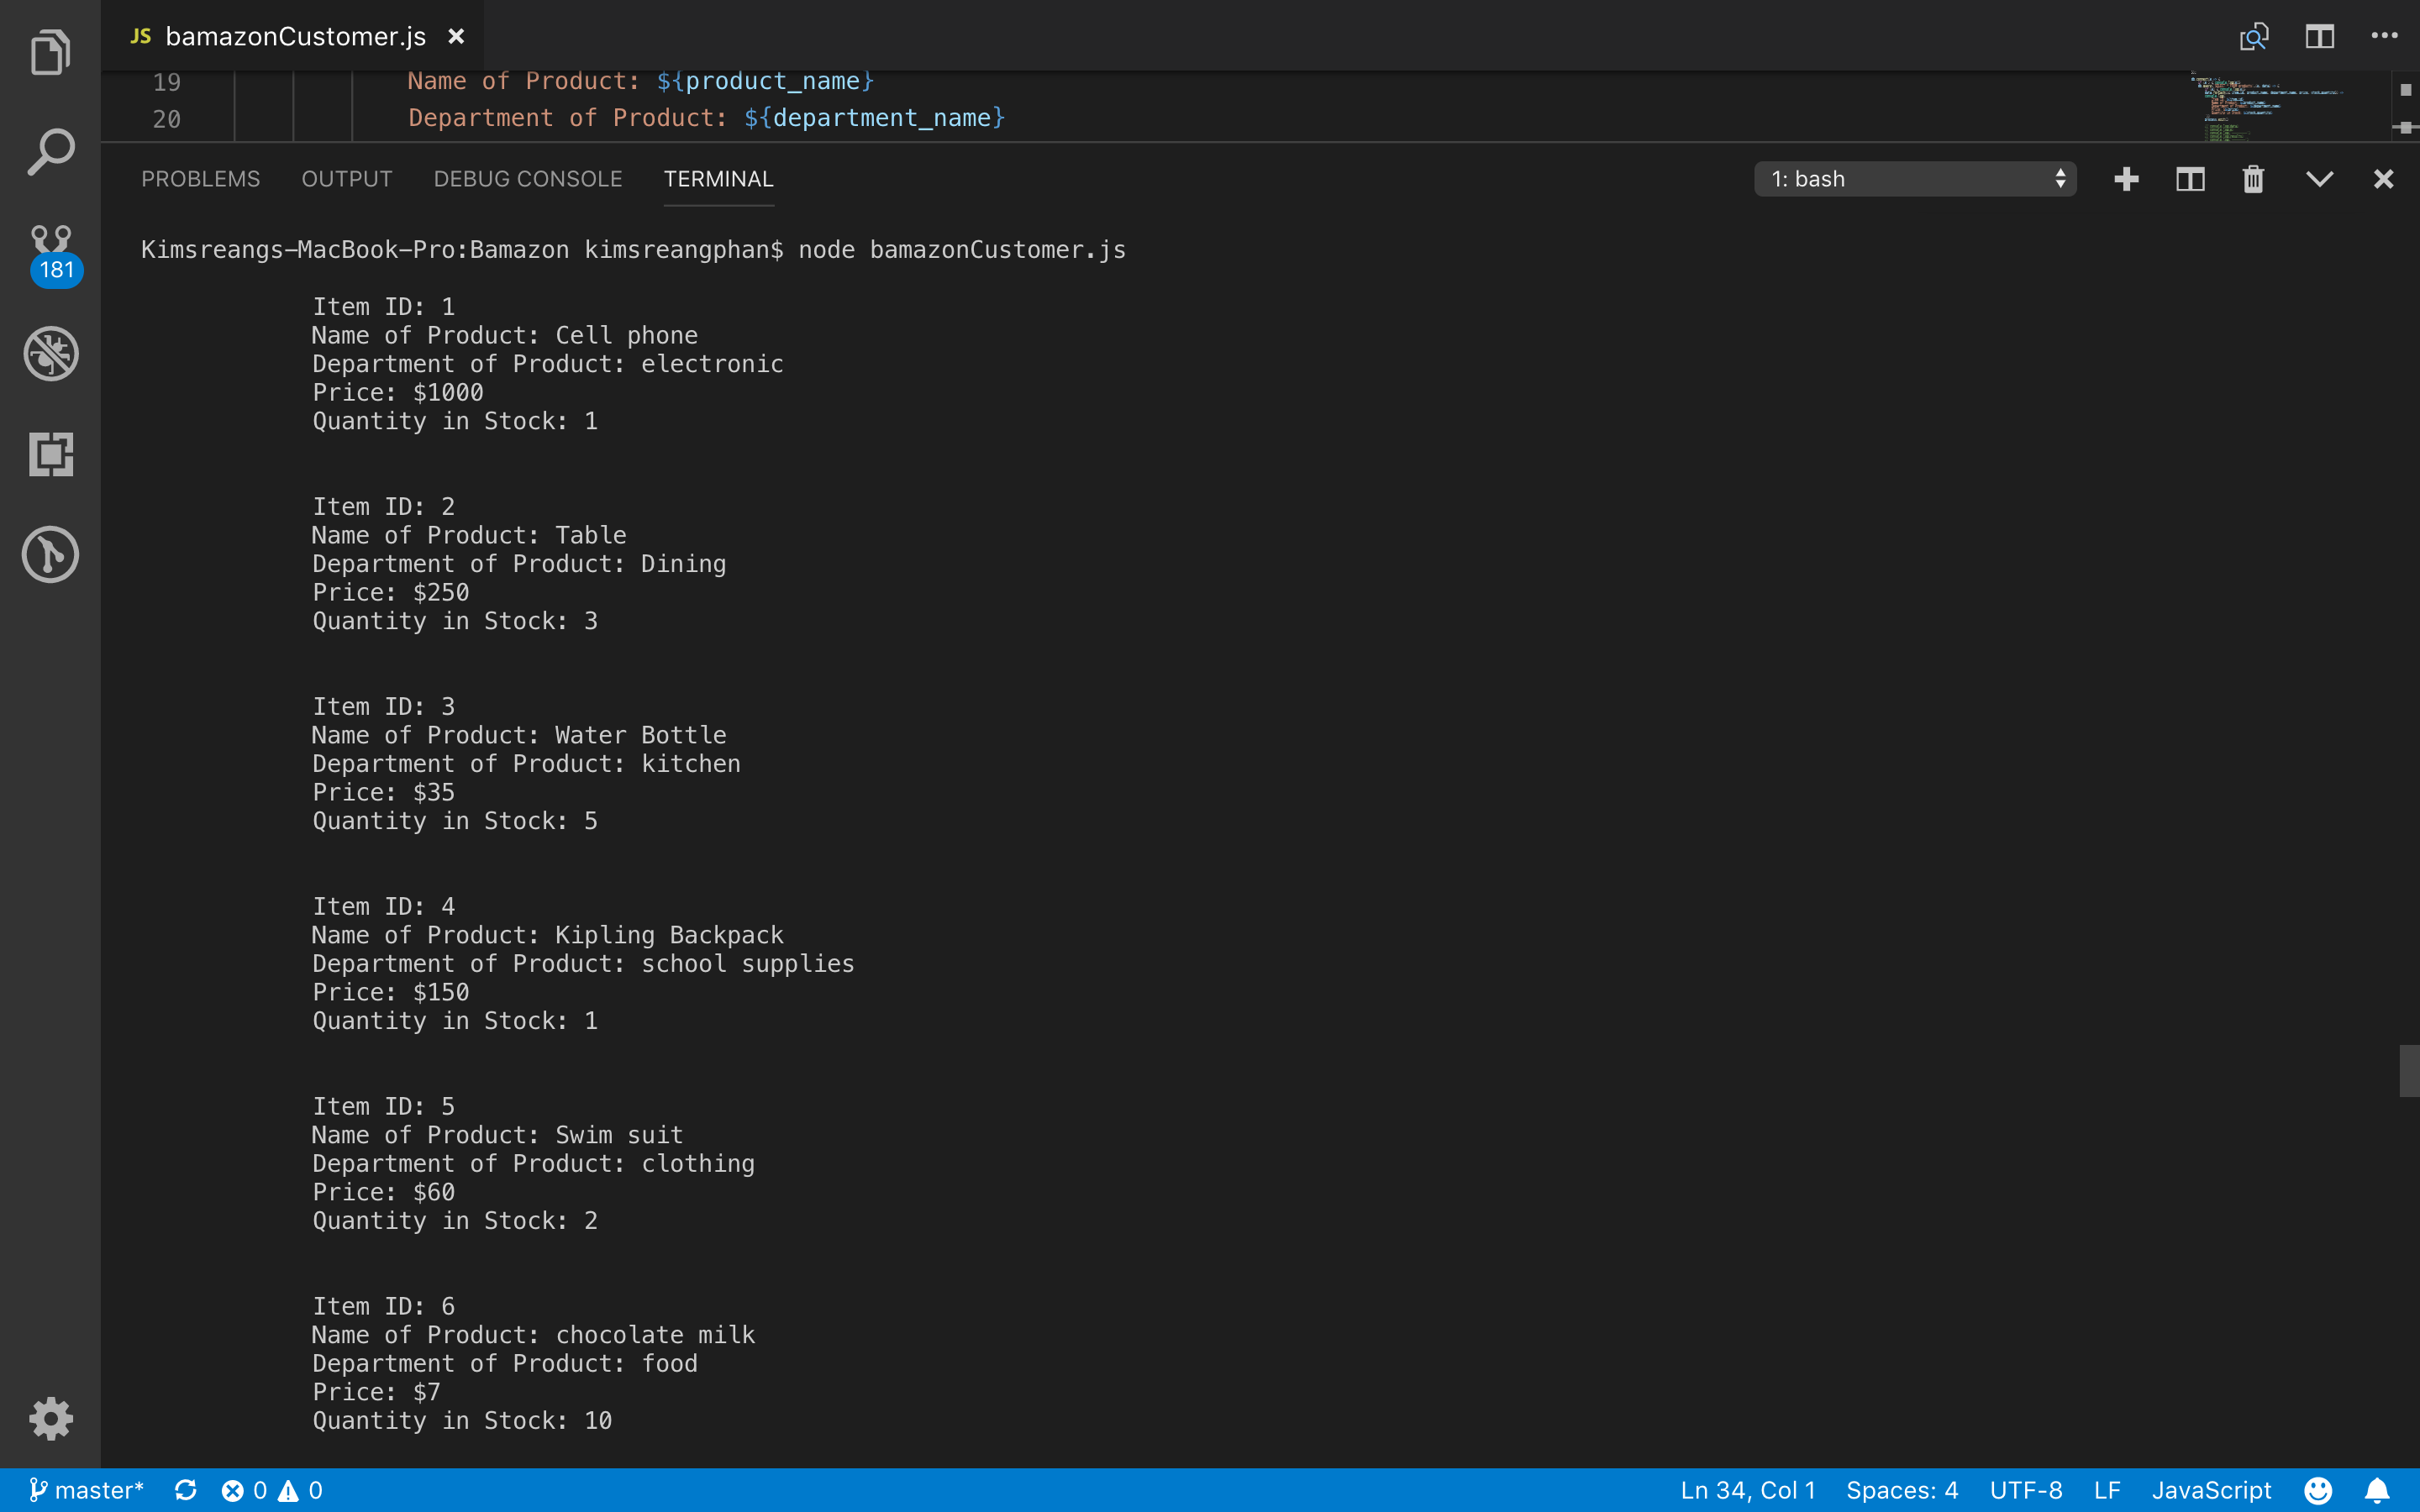 JS bamazonCustomer.js
19 Name of Product: ${product_name}
20 Department of Product: ${department_name}
PROBLEMS OUTPUT DEBUG CONSOLE TERMINAL 1: bash
181
Kimsreangs-MacBook-Pro:Bamazon kimsreangphan$ node bamazonCustomer.js
Item ID: 1
Name of Product: Cell phone
Department of Product: electronic
Price: $1000
Quantity in Stock: 1
Item ID: 2
Name of Product: Table
Department of Product: Dining
Price: $250
Quantity in Stock: 3
Item ID: 3
Name of Product: Water Bottle
Department of Product: kitchen
Price: $35
Quantity in Stock: 5
Item ID: 4
Name of Product: Kipling Backpack
Department of Product: school supplies
Price: $150
Quantity in Stock: 1
Item ID: 5
Name of Product: Swim suit
Department of Product: clothing
Price: $60
Quantity in Stock: 2
Item ID: 6
Name of Product: chocolate milk
Department of Product: food
Price: $7
Quantity in Stock: 10
master* 0 0 Ln 34, Col 1 Spaces: 4 UTF-8 LF JavaScript